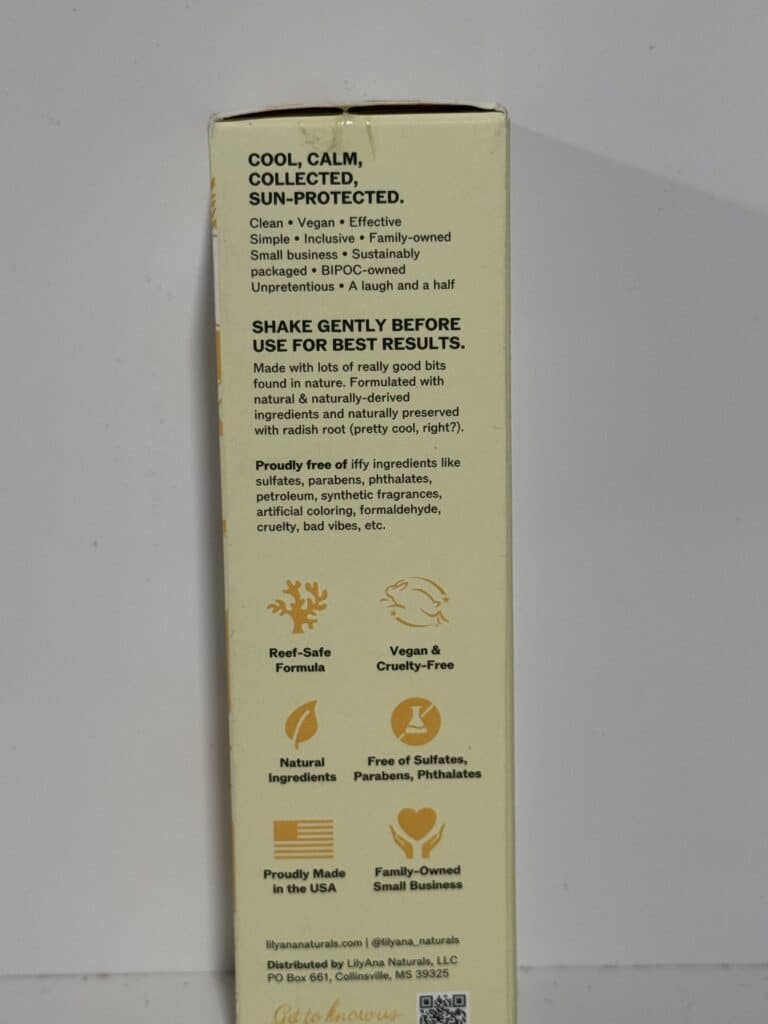 COOL, CALM,
COLLECTED,
SUN-PROTECTED.
Clean • Vegan • Effective
Simple • Inclusive • Family-owned
Small business • Sustainably
packaged • BIPOC-owned
Unpretentious • A laugh and a half
SHAKE GENTLY BEFORE
USE FOR BEST RESULTS.
Made with lots of really good bits
found in nature. Formulated with
natural & naturally-derived
ingredients and naturally preserved
with radish root (pretty cool, right?).
Proudly free of iffy ingredients like
sulfates, parabens, phthalates,
petroleum, synthetic fragrances,
artificial coloring, formaldehyde,
cruelty, bad vibes, etc.
Reef-Safe
Formula
Vegan &
Cruelty-Free
Natural
Ingredients
Free of Sulfates,
Parabens, Phthalates
Proudly Made
in the USA
Family-Owned
Small Business
lilyananaturals.com | @lilyana_naturals
Distributed by LilyAna Naturals, LLC
PO Box 661, Collinsville, MS 39325
Get to know us